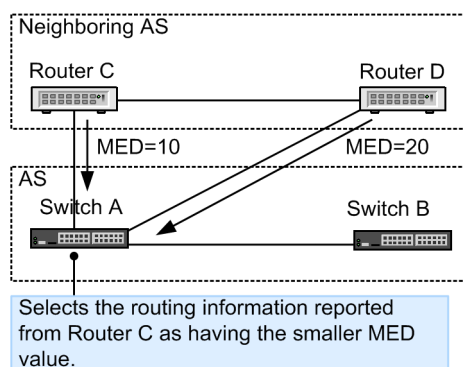 Neighboring AS
Router C
Router D
MED=10
MED=20
AS
Switch A
Switch B
Selects the routing information reported
from Router C as having the smaller MED
value.